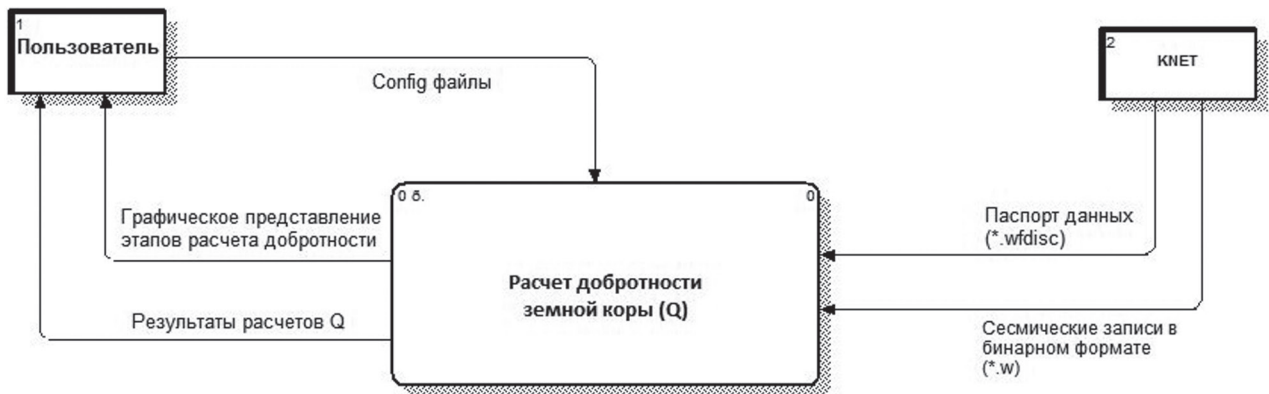 1
Пользователь
2
KNET
Config файлы
0 б.
0
Графическое представление
этапов расчета добротности
Расчет добротности
земной коры (Q)
Результаты расчетов Q
Паспорт данных
(*.wfdisc)
Сесмические записи в
бинарном формате
(*.w)